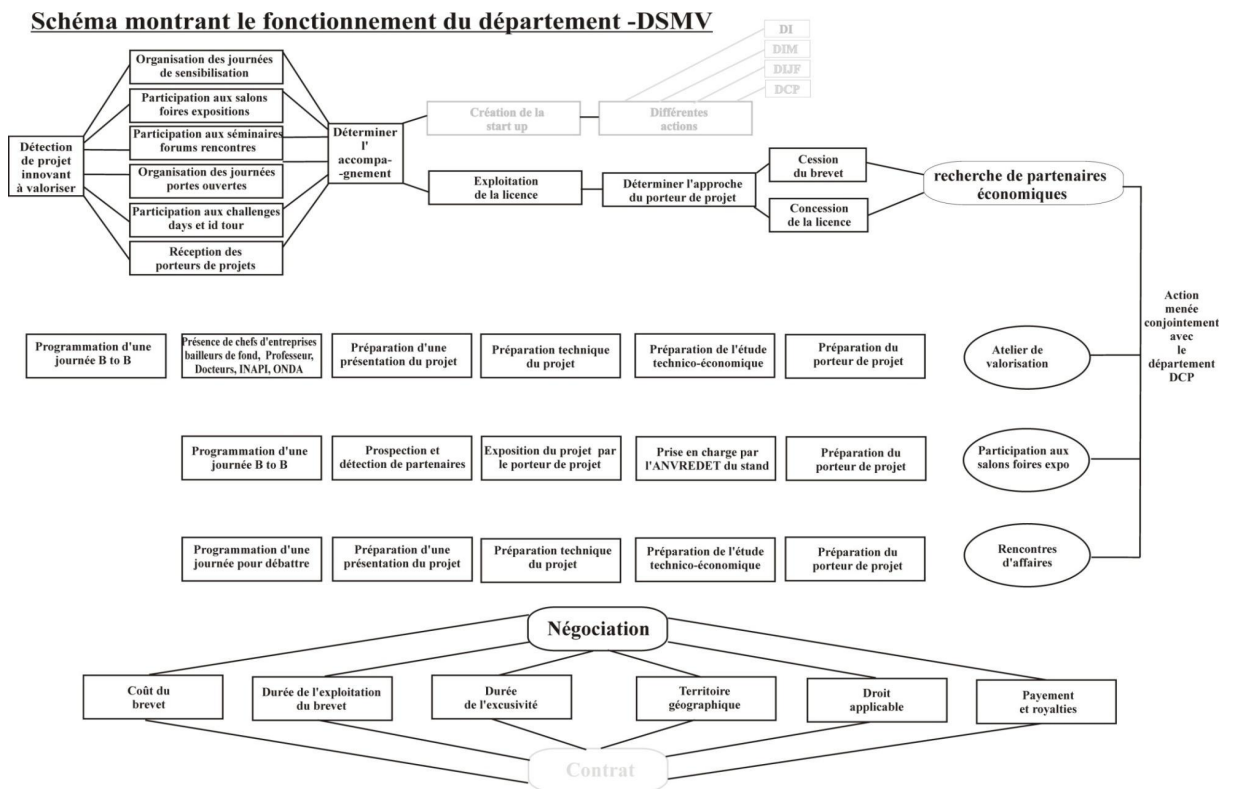 Schéma montrant le fonctionnement du département -DSMV
Détection
de projet
innovant
à valoriser
Organisation des journées
de sensibilisation
Participation aux salons
foires expositions
Participation aux séminaires
forums rencontres
Organisation des journées
portes ouvertes
Participation aux challenges
days et id tour
Réception des
porteurs de projets
Déterminer
l'
accompa-
-gnement
Création de la
start up
Différentes
actions
DI
DIM
DIJF
DCP
Exploitation
de la licence
Déterminer l'approche
du porteur de projet
Cession
du brevet
Concession
de la licence
recherche de partenaires
économiques
Action
menée
conjointement
avec
le
département
DCP
Programmation d'une
journée B to B
Présence de chefs d'entreprises
bailleurs de fond, Professeur,
Docteurs, INAPI, ONDA
Préparation d'une
présentation du projet
Préparation technique
du projet
Préparation de l'étude
technico-économique
Préparation du
porteur de projet
Atelier de
valorisation
Programmation d'une
journée B to B
Prospection et
détection de partenaires
Exposition du projet par
le porteur de projet
Prise en charge par
l'ANVREDET du stand
Préparation du
porteur de projet
Participation aux
salons foires expo
Programmation d'une
journée pour débattre
Préparation d'une
présentation du projet
Préparation technique
du projet
Préparation de l'étude
technico-économique
Préparation du
porteur de projet
Rencontres
d'affaires
Négociation
Coût du
brevet
Durée de l'exploitation
du brevet
Durée
de l'excusivité
Territoire
géographique
Droit
applicable
Payement
et royalties
Contrat